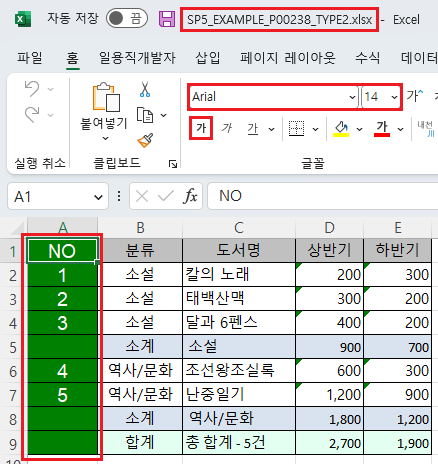 자동 저장 SP5_EXAMPLE_P00238_TYPE2.xlsx - Excel
파일 홈 일용직개발자 삽입 페이지 레이아웃 수식 데이터
붙여넣기
Arial 14 가
가 가 가 가 내천
실행 취소 클립보드 글꼴
A1 fx NO
A B C D E
1 NO 분류 도서명 상반기 하반기
2 1 소설 칼의 노래 200 300
3 2 소설 태백산맥 300 200
4 3 소설 달과 6펜스 400 200
5 소계 소설 900 700
6 4 역사/문화 조선왕조실록 600 300
7 5 역사/문화 난중일기 1,200 900
8 소계 역사/문화 1,800 1,200
9 합계 총 합계 - 5건 2,700 1,900